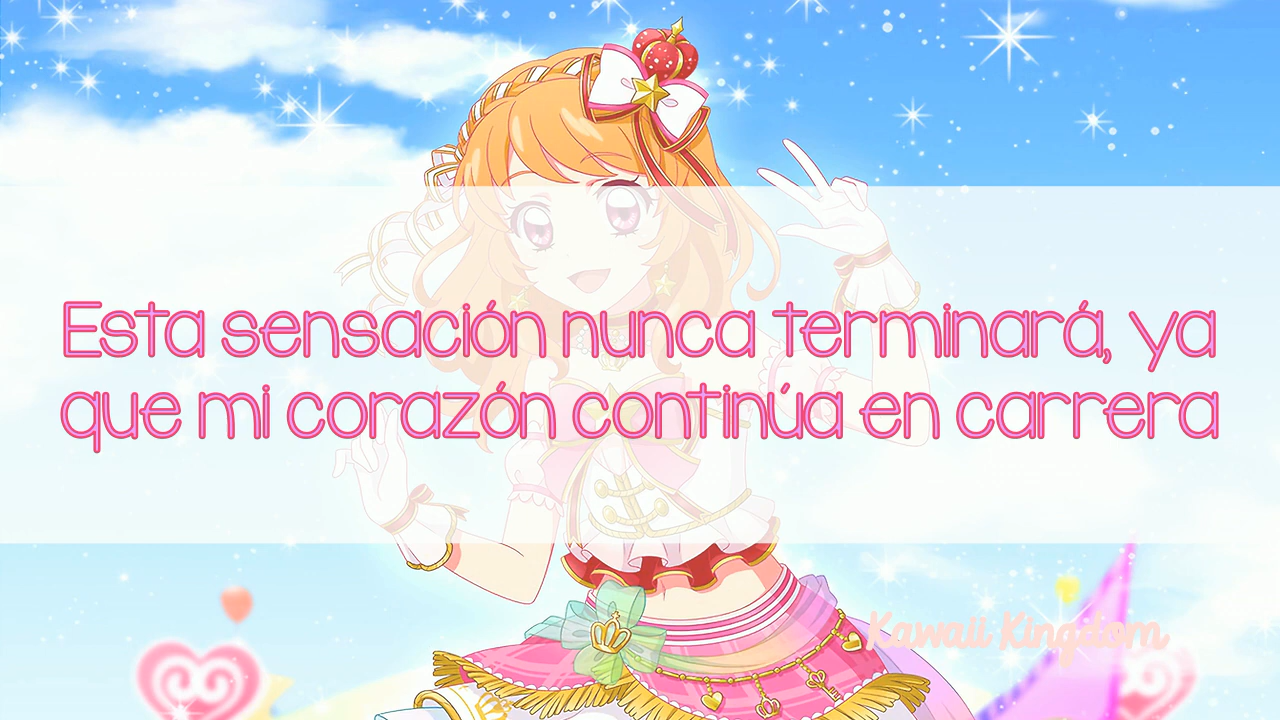 Esta sensación nunca terminará, ya
que mi corazón continúa en carrera
Kawaii Kingdom